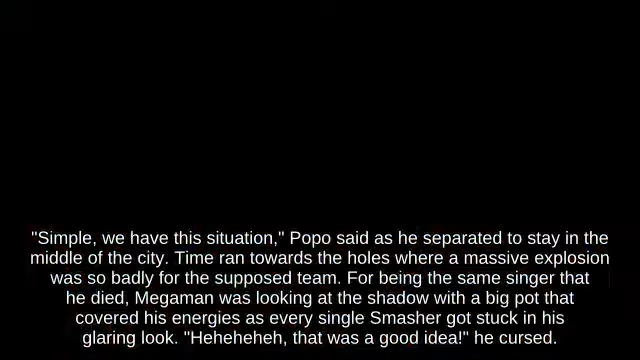 "Simple, we have this situation," Popo said as he separated to stay in the
middle of the city. Time ran towards the holes where a massive explosion
was so badly for the supposed team. For being the same singer that
he died, Megaman was looking at the shadow with a big pot that
covered his energies as every single Smasher got stuck in his
glaring look. "Heheheheh, that was a good idea!" he cursed.